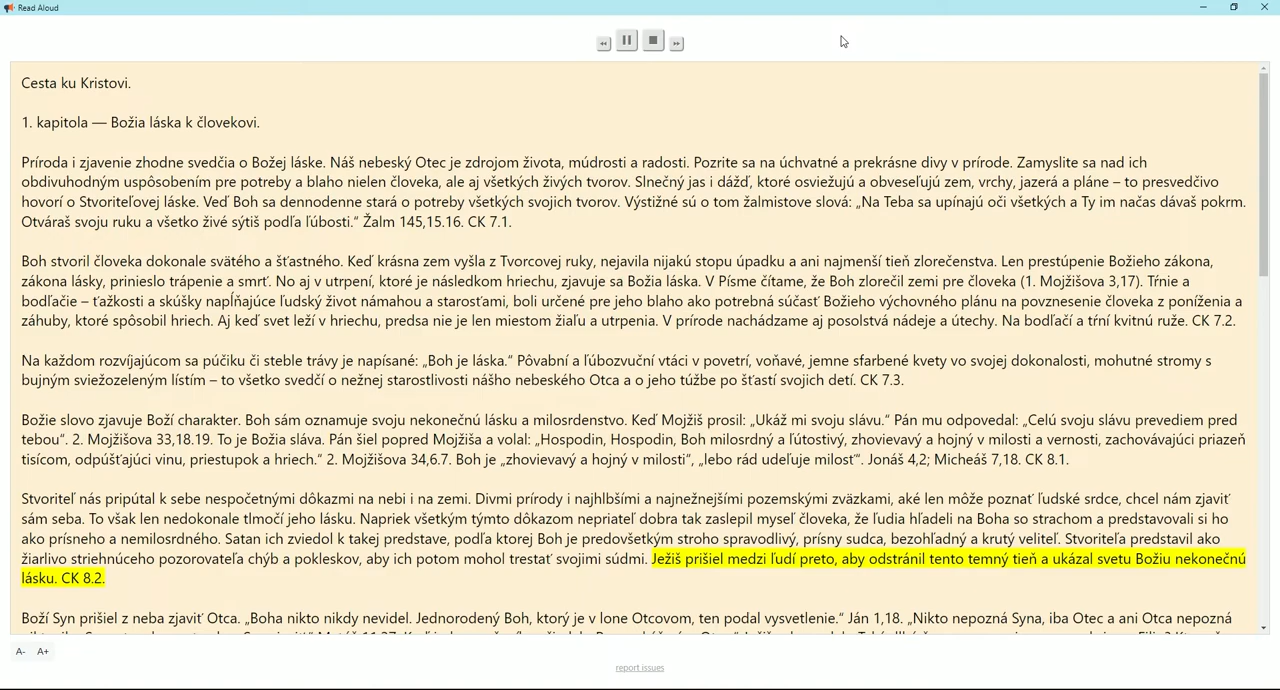 Read Aloud
Cesta ku Kristovi.
1. kapitola — Božia láska k človekovi.
Príroda i zjavenie zhodne svedčia o Božej láske. Náš nebeský Otec je zdrojom života, múdrosti a radosti. Pozrite sa na úchvatné a prekrásne divy v prírode. Zamyslite sa nad ich
obdivuhodným uspôsobením pre potreby a blaho nielen človeka, ale aj všetkých živých tvorov. Slnečný jas i dážď, ktoré osviežujú a obveseľujú zem, vrchy, jazerá a pláne – to presvedčivo
hovorí o Stvoriteľovej láske. Veď Boh sa dennodenne stará o potreby všetkých svojich tvorov. Výstižné sú o tom žalmistove slová: „Na Teba sa upínajú oči všetkých a Ty im načas dávaš pokrm.
Otváraš svoju ruku a všetko živé sýtiš podľa ľúbosti.“ Žalm 145,15.16. CK 7.1.
Boh stvoril človeka dokonale svätého a šťastného. Keď krásna zem vyšla z Tvorcovej ruky, nejavila nijakú stopu úpadku a ani najmenší tieň zlorečenstva. Len prestúpenie Božieho zákona,
zákona lásky, prinieslo trápenie a smrť. No aj v utrpení, ktoré je následkom hriechu, zjavuje sa Božia láska. V Písme čítame, že Boh zlorečil zemi pre človeka (1. Mojžišova 3,17). Tŕnie a
bodľačie – ťažkosti a skúšky napĺňajúce ľudský život námahou a starosťami, boli určené pre jeho blaho ako potrebná súčasť Božieho výchovného plánu na povznesenie človeka z poníženia a
záhuby, ktoré spôsobil hriech. Aj keď svet leží v hriechu, predsa nie je len miestom žiaľu a utrpenia. V prírode nachádzame aj posolstvá nádeje a útechy. Na bodľačí a tŕní kvitnú ruže. CK 7.2.
Na každom rozvíjajúcom sa púčiku či steble trávy je napísané: „Boh je láska.“ Pôvabní a ľúbozvuční vtáci v povetrí, voňavé, jemne sfarbené kvety vo svojej dokonalosti, mohutné stromy s
bujným sviežozeleným lístím – to všetko svedčí o nežnej starostlivosti nášho nebeského Otca a o jeho túžbe po šťastí svojich detí. CK 7.3.
Božie slovo zjavuje Boží charakter. Boh sám oznamuje svoju nekonečnú lásku a milosrdenstvo. Keď Mojžiš prosil: „Ukáž mi svoju slávu.“ Pán mu odpovedal: „Celú svoju slávu prevediem pred
tebou“. 2. Mojžišova 33,18.19. To je Božia sláva. Pán šiel popred Mojžiša a volal: „Hospodin, Hospodin, Boh milosrdný a ľútostivý, zhovievavý a hojný v milosti a vernosti, zachovávajúci priazeň
tisícom, odpúšťajúci vinu, priestupok a hriech.“ 2. Mojžišova 34,6.7. Boh je „zhovievavý a hojný v milosti“, „lebo rád udeľuje milosť“. Jonáš 4,2; Micheáš 7,18. CK 8.1.
Stvoriteľ nás pripútal k sebe nespočetnými dôkazmi na nebi i na zemi. Divmi prírody i najhlbšími a najnežnejšími pozemskými zväzkami, aké len môže poznať ľudské srdce, chcel nám zjaviť
sám seba. To však len nedokonale tlmočí jeho lásku. Napriek všetkým týmto dôkazom nepriateľ dobra tak zaslepil myseľ človeka, že ľudia hľadeli na Boha so strachom a predstavovali si ho
ako prísneho a nemilosrdného. Satan ich zviedol k takej predstave, podľa ktorej Boh je predovšetkým stroho spravodlivý, prísny sudca, bezohľadný a krutý veriteľ. Stvoriteľa predstavil ako
žiarlivo striehnúceho pozorovateľa chýb a pokleskov, aby ich potom mohol trestať svojimi súdmi. Ježiš prišiel medzi ľudí preto, aby odstránil tento temný tieň a ukázal svetu Božiu nekonečnú
lásku. CK 8.2.
Boží Syn prišiel z neba zjaviť Otca. „Boha nikto nikdy nevidel. Jednorodený Boh, ktorý je v lone Otcovom, ten podal vysvetlenie.“ Ján 1,18. „Nikto nepozná Syna, iba Otec a ani Otca nepozná
A- A+
report issues